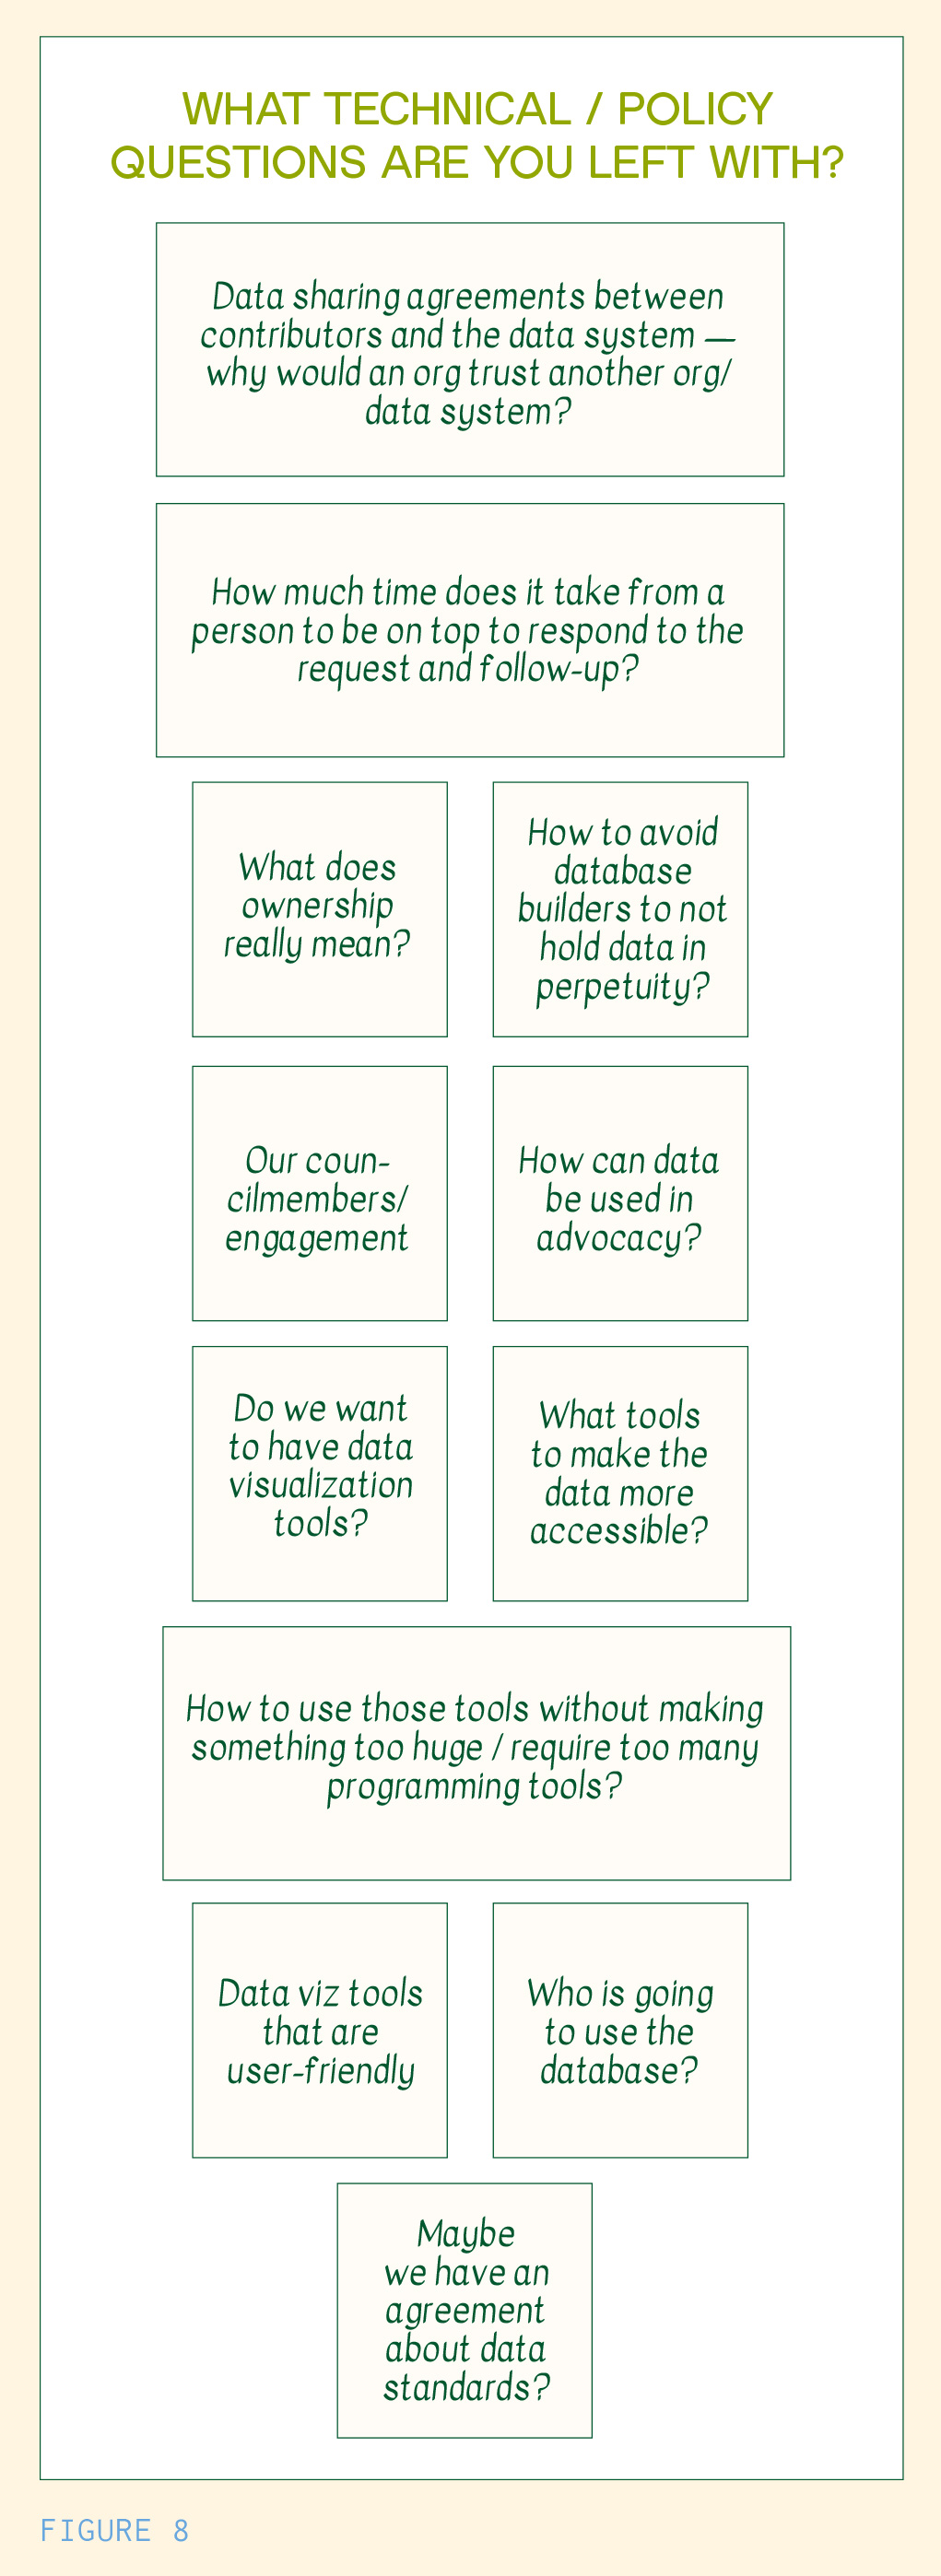 WHAT TECHNICAL / POLICY
QUESTIONS ARE YOU LEFT WITH?
Data sharing agreements between
contributors and the data system —
why would an org trust another org/
data system?
How much time does it take from a
person to be on top to respond to the
request and follow-up?
What does
ownership
really mean?
How to avoid
database
builders to not
hold data in
perpetuity?
Our coun-
cilmembers/
engagement
How can data
be used in
advocacy?
Do we want
to have data
visualization
tools?
What tools
to make the
data more
accessible?
How to use those tools without making
something too huge / require too many
programming tools?
Data viz tools
that are
user-friendly
Who is going
to use the
database?
Maybe
we have an
agreement
about data
standards?
FIGURE 8